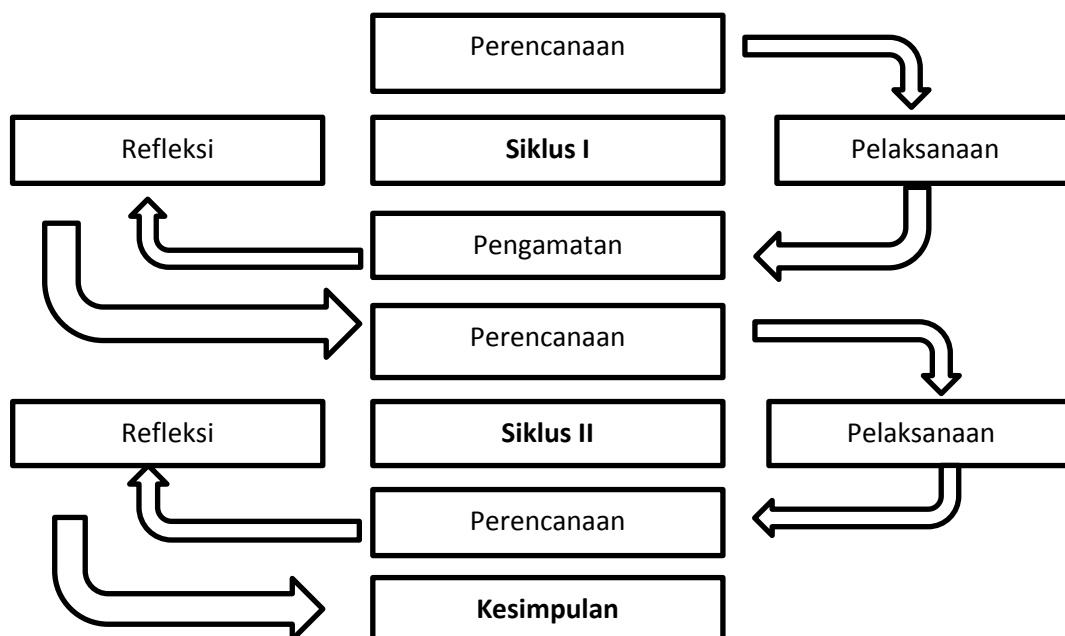 Perencanaan
Refleksi
Siklus I
Pelaksanaan
Pengamatan
Perencanaan
Refleksi
Siklus II
Pelaksanaan
Perencanaan
Kesimpulan